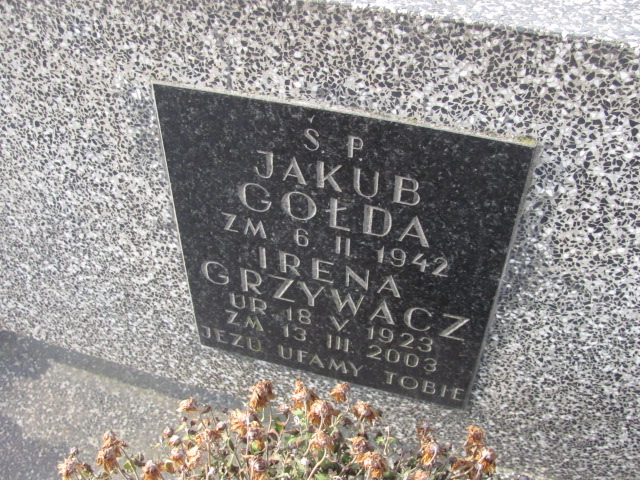 Ś P
JAKUB
GOŁDA
ZM 6 II 1942
IRENA
GRZYWACZ
UR 18 V 1923
ZM 13 III 2003
JEZU UFAMY TOBIE